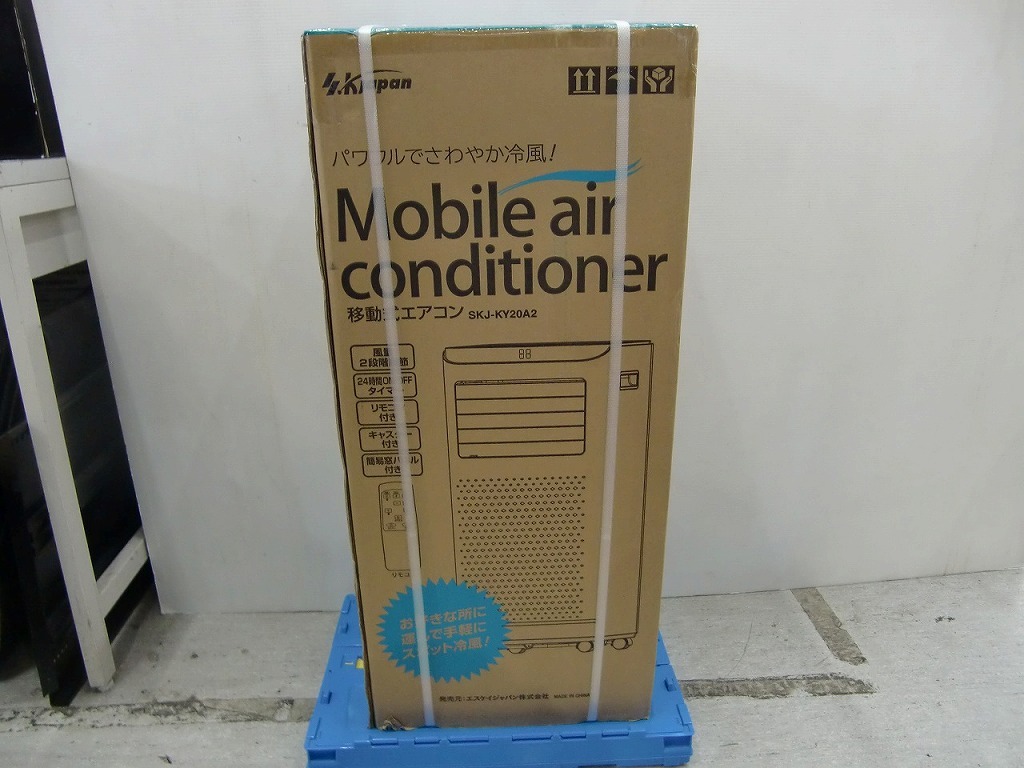 S.K Japan
パワフルでさわやか冷風!
Mobile air
conditioner
移動式エアコン SKJ-KY20A2
風量
2段階調節
24時間ON/OFF
タイマー
リモコン
付き
キャスター
付き
簡易窓パネル
付き
リモコン
お好きな所に
運んで手軽に
スポット冷風!
発売元:エスケイジャパン株式会社 MADE IN CHINA